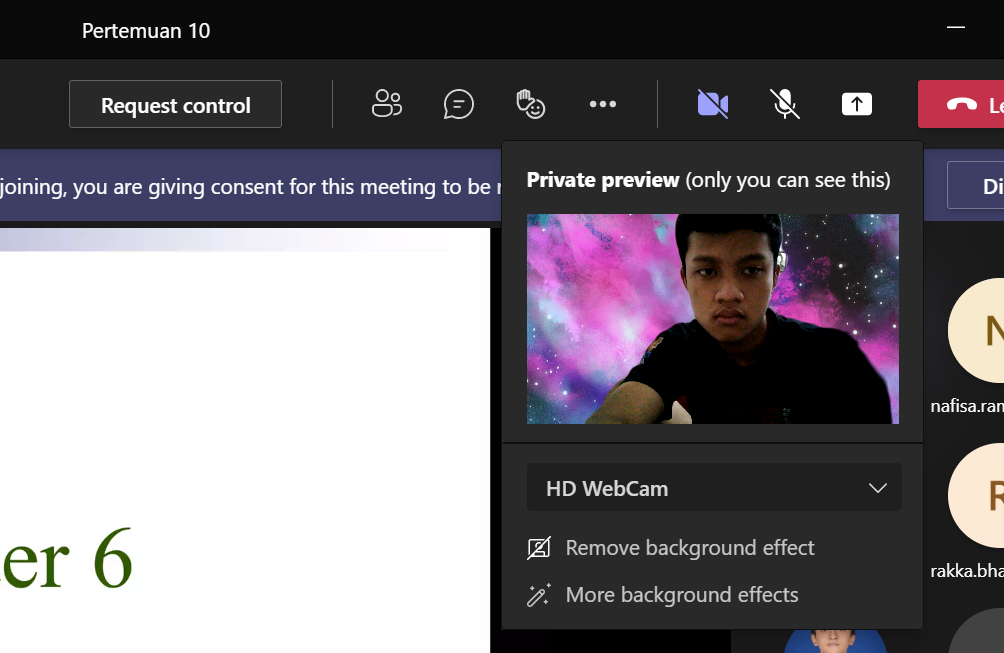 Pertemuan 10
Request control
joining, you are giving consent for this meeting to be
Private preview (only you can see this)
HD WebCam
Remove background effect
More background effects
er 6
Le
Di
N
nafisa.ram
R
rakka.bha